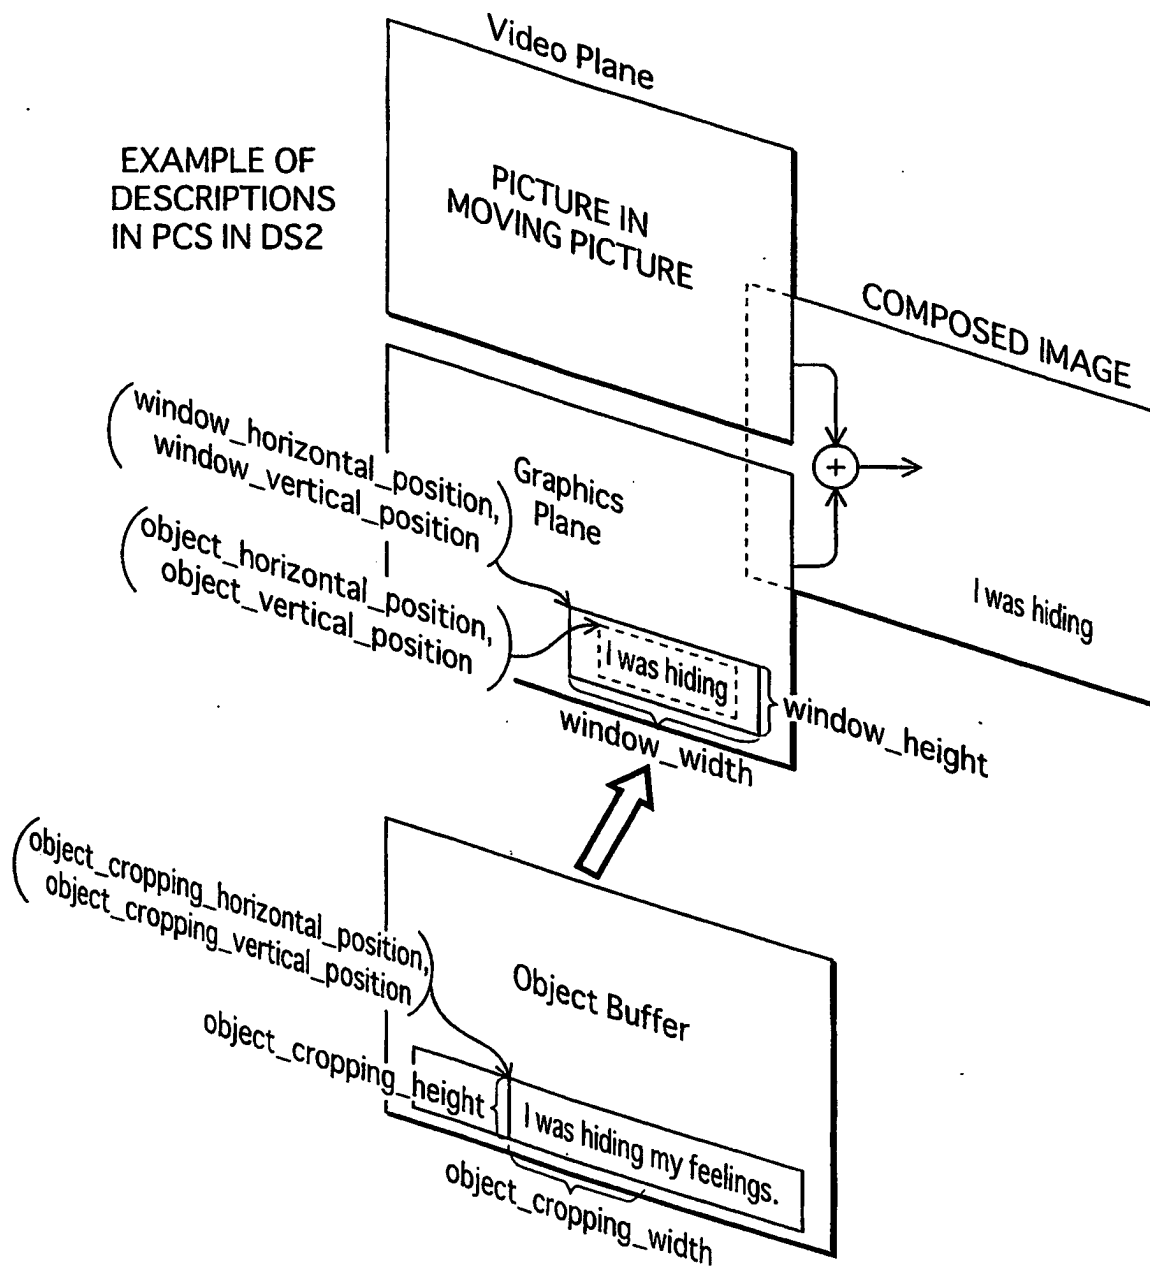 Video Plane
EXAMPLE OF
DESCRIPTIONS
IN PCS IN DS2
PICTURE IN
MOVING PICTURE
COMPOSED IMAGE
(window_horizontal_position,
window_vertical_position)
Graphics
Plane
(object_horizontal_position,
object_vertical_position)
+
I was hiding
I was hiding
window_height
window_width
(object_cropping_horizontal_position,
object_cropping_vertical_position)
Object Buffer
object_cropping_height
I was hiding my feelings.
object_cropping_width